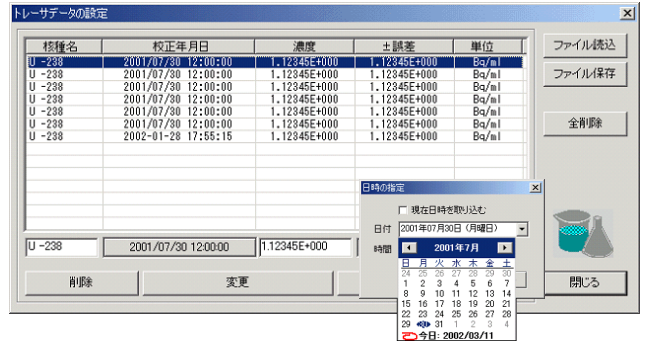 トレーサデータの設定
核種名 校正年月日 濃度 ±誤差 単位
U -238 2001/07/30 12:00:00 1.12345E+000 1.12345E+000 Bq/ml
U -238 2001/07/30 12:00:00 1.12345E+000 1.12345E+000 Bq/ml
U -238 2001/07/30 12:00:00 1.12345E+000 1.12345E+000 Bq/ml
U -238 2001/07/30 12:00:00 1.12345E+000 1.12345E+000 Bq/ml
U -238 2001/07/30 12:00:00 1.12345E+000 1.12345E+000 Bq/ml
U -238 2001/07/30 12:00:00 1.12345E+000 1.12345E+000 Bq/ml
U -238 2002-01-28 17:55:15 1.12345E+000 1.12345E+000 Bq/ml
ファイル読込
ファイル保存
全削除
U -238 2001/07/30 12:00:00 1.12345E+000
削除 変更
閉じる
日時の指定
現在日時を取り込む
日付 2001年07月30日 (月曜日)
時間
2001年7月
日 月 火 水 木 金 土
24 25 26 27 28 29 30
1 2 3 4 5 6 7
8 9 10 11 12 13 14
15 16 17 18 19 20 21
22 23 24 25 26 27 28
29 30 31 1 2 3 4
今日: 2002/03/11